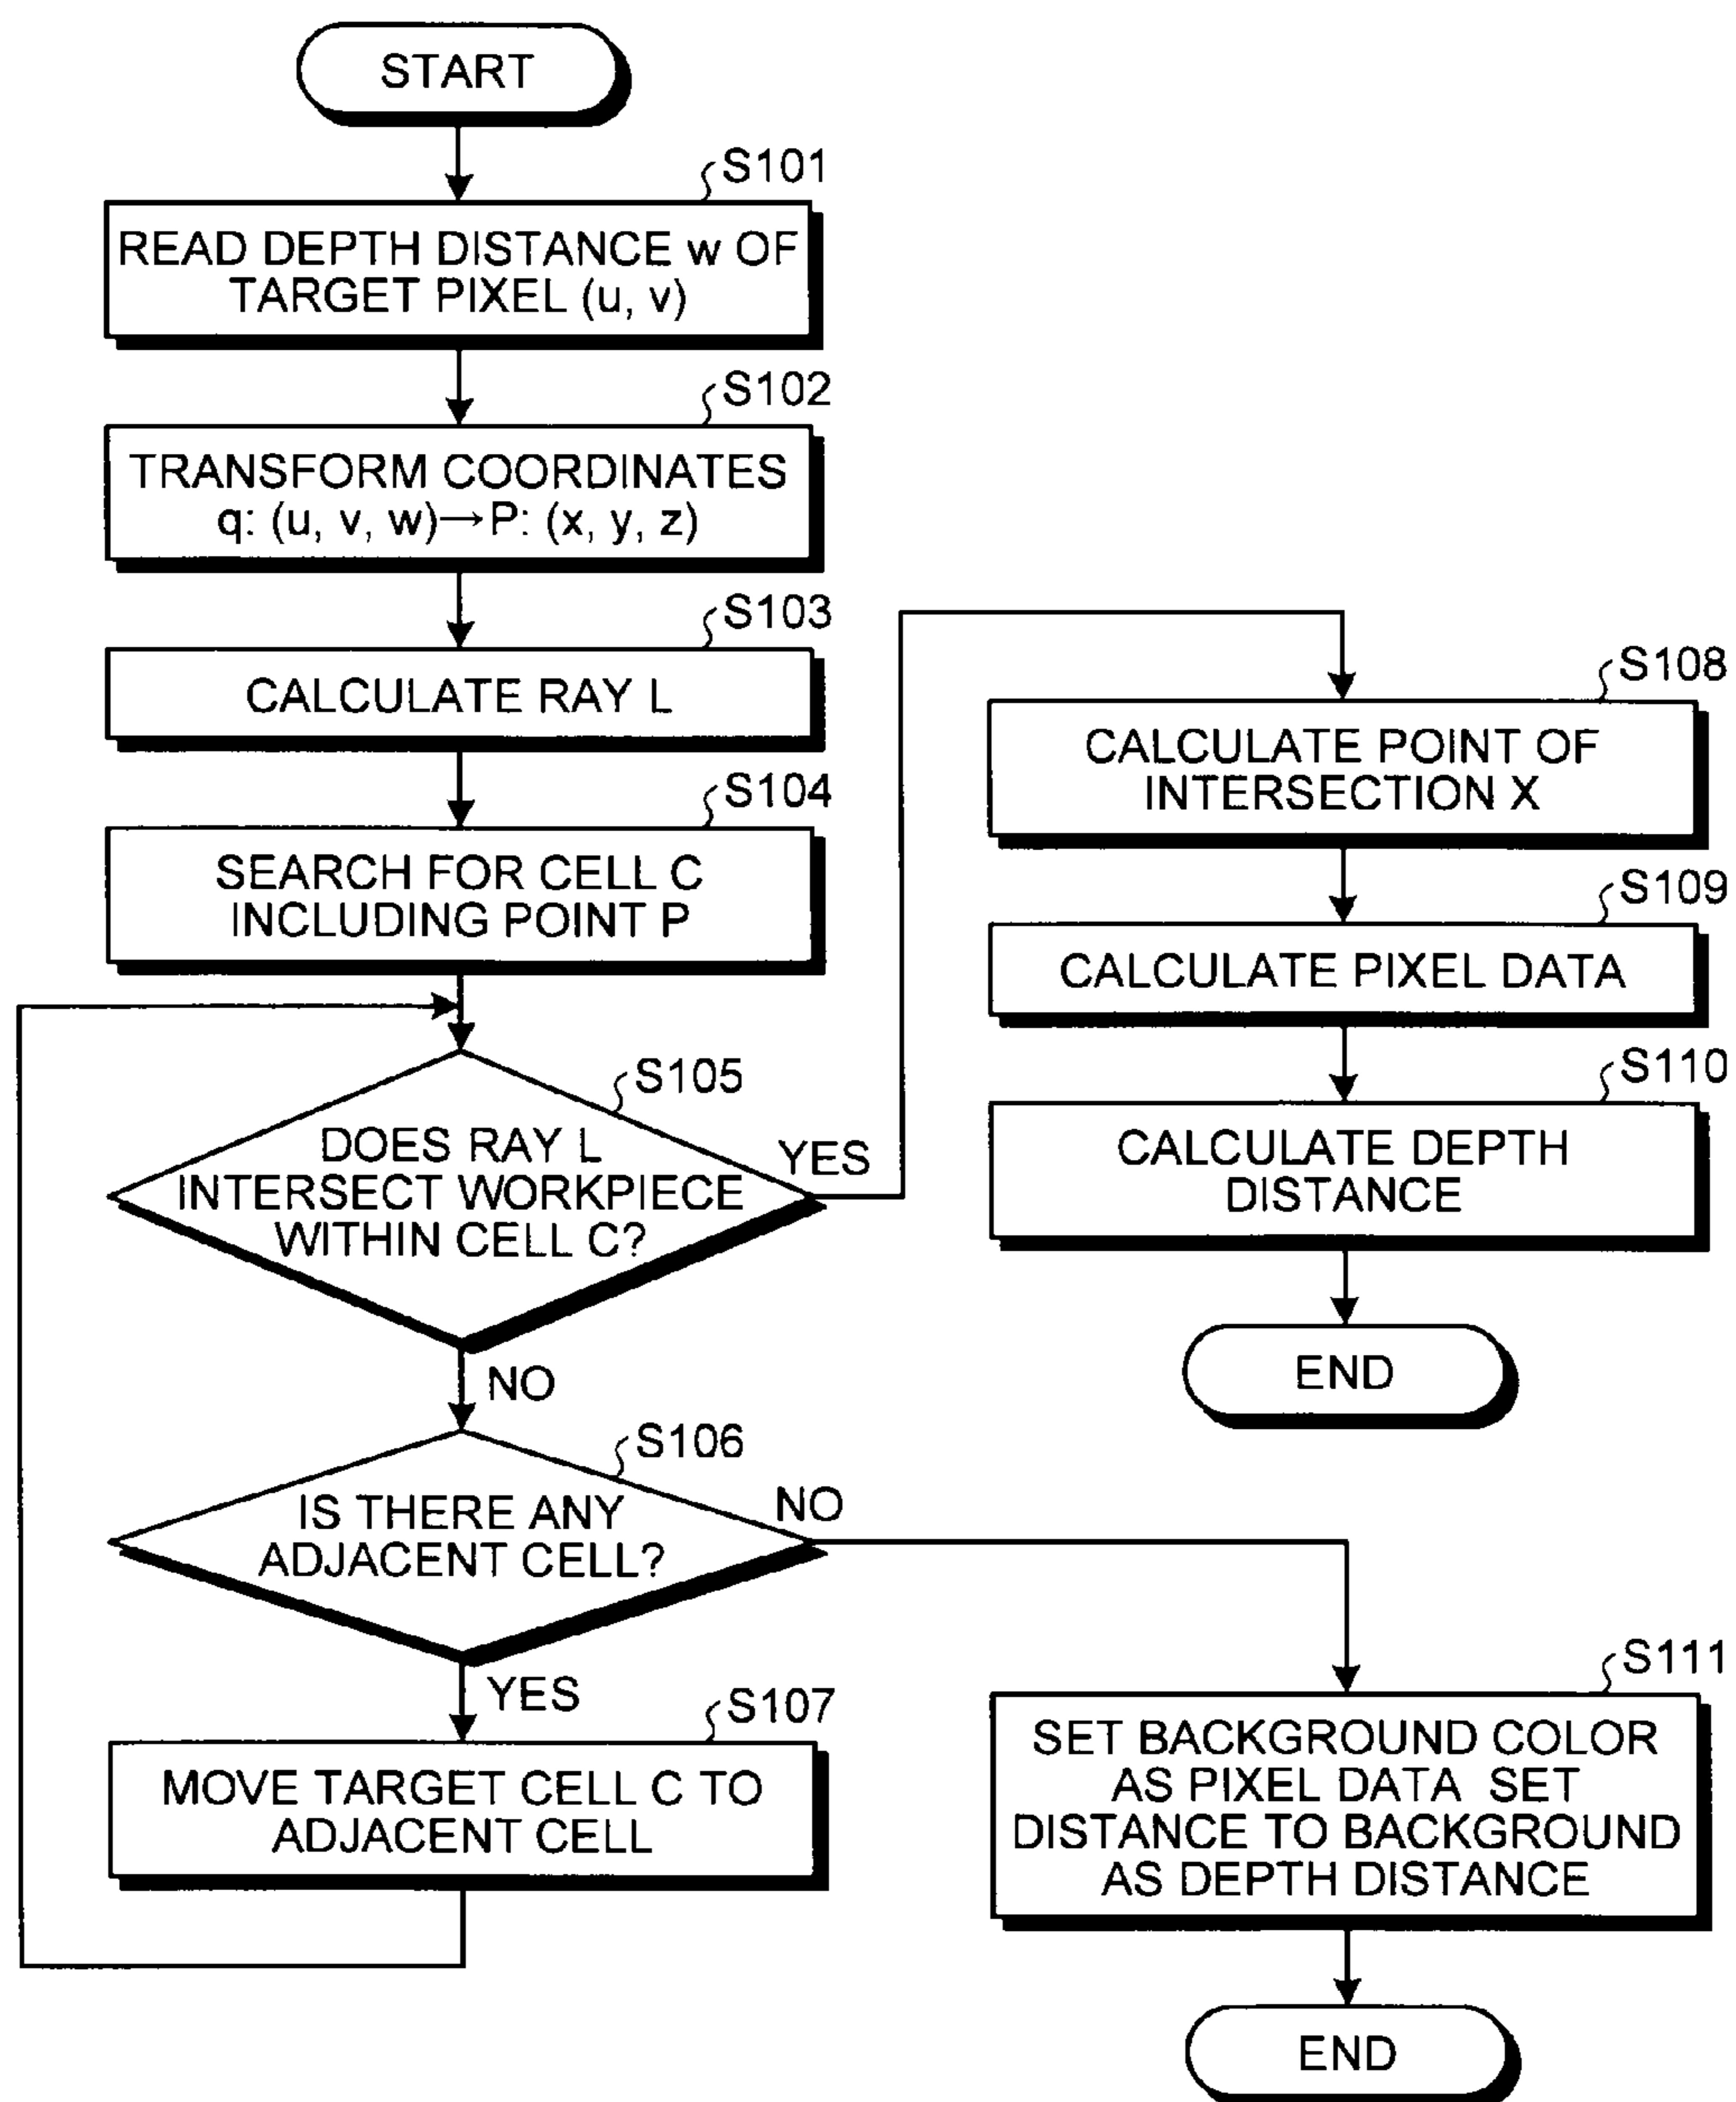 START
S101
READ DEPTH DISTANCE w OF
TARGET PIXEL (u, v)
S102
TRANSFORM COORDINATES
q: (u, v, w)→P: (x, y, z)
S103
CALCULATE RAY L
S104
SEARCH FOR CELL C
INCLUDING POINT P
S105
DOES RAY L
INTERSECT WORKPIECE
WITHIN CELL C?
YES
NO
S106
IS THERE ANY
ADJACENT CELL?
NO
YES
S107
MOVE TARGET CELL C TO
ADJACENT CELL
S108
CALCULATE POINT OF
INTERSECTION X
S109
CALCULATE PIXEL DATA
S110
CALCULATE DEPTH
DISTANCE
END
S111
SET BACKGROUND COLOR
AS PIXEL DATA SET
DISTANCE TO BACKGROUND
AS DEPTH DISTANCE
END